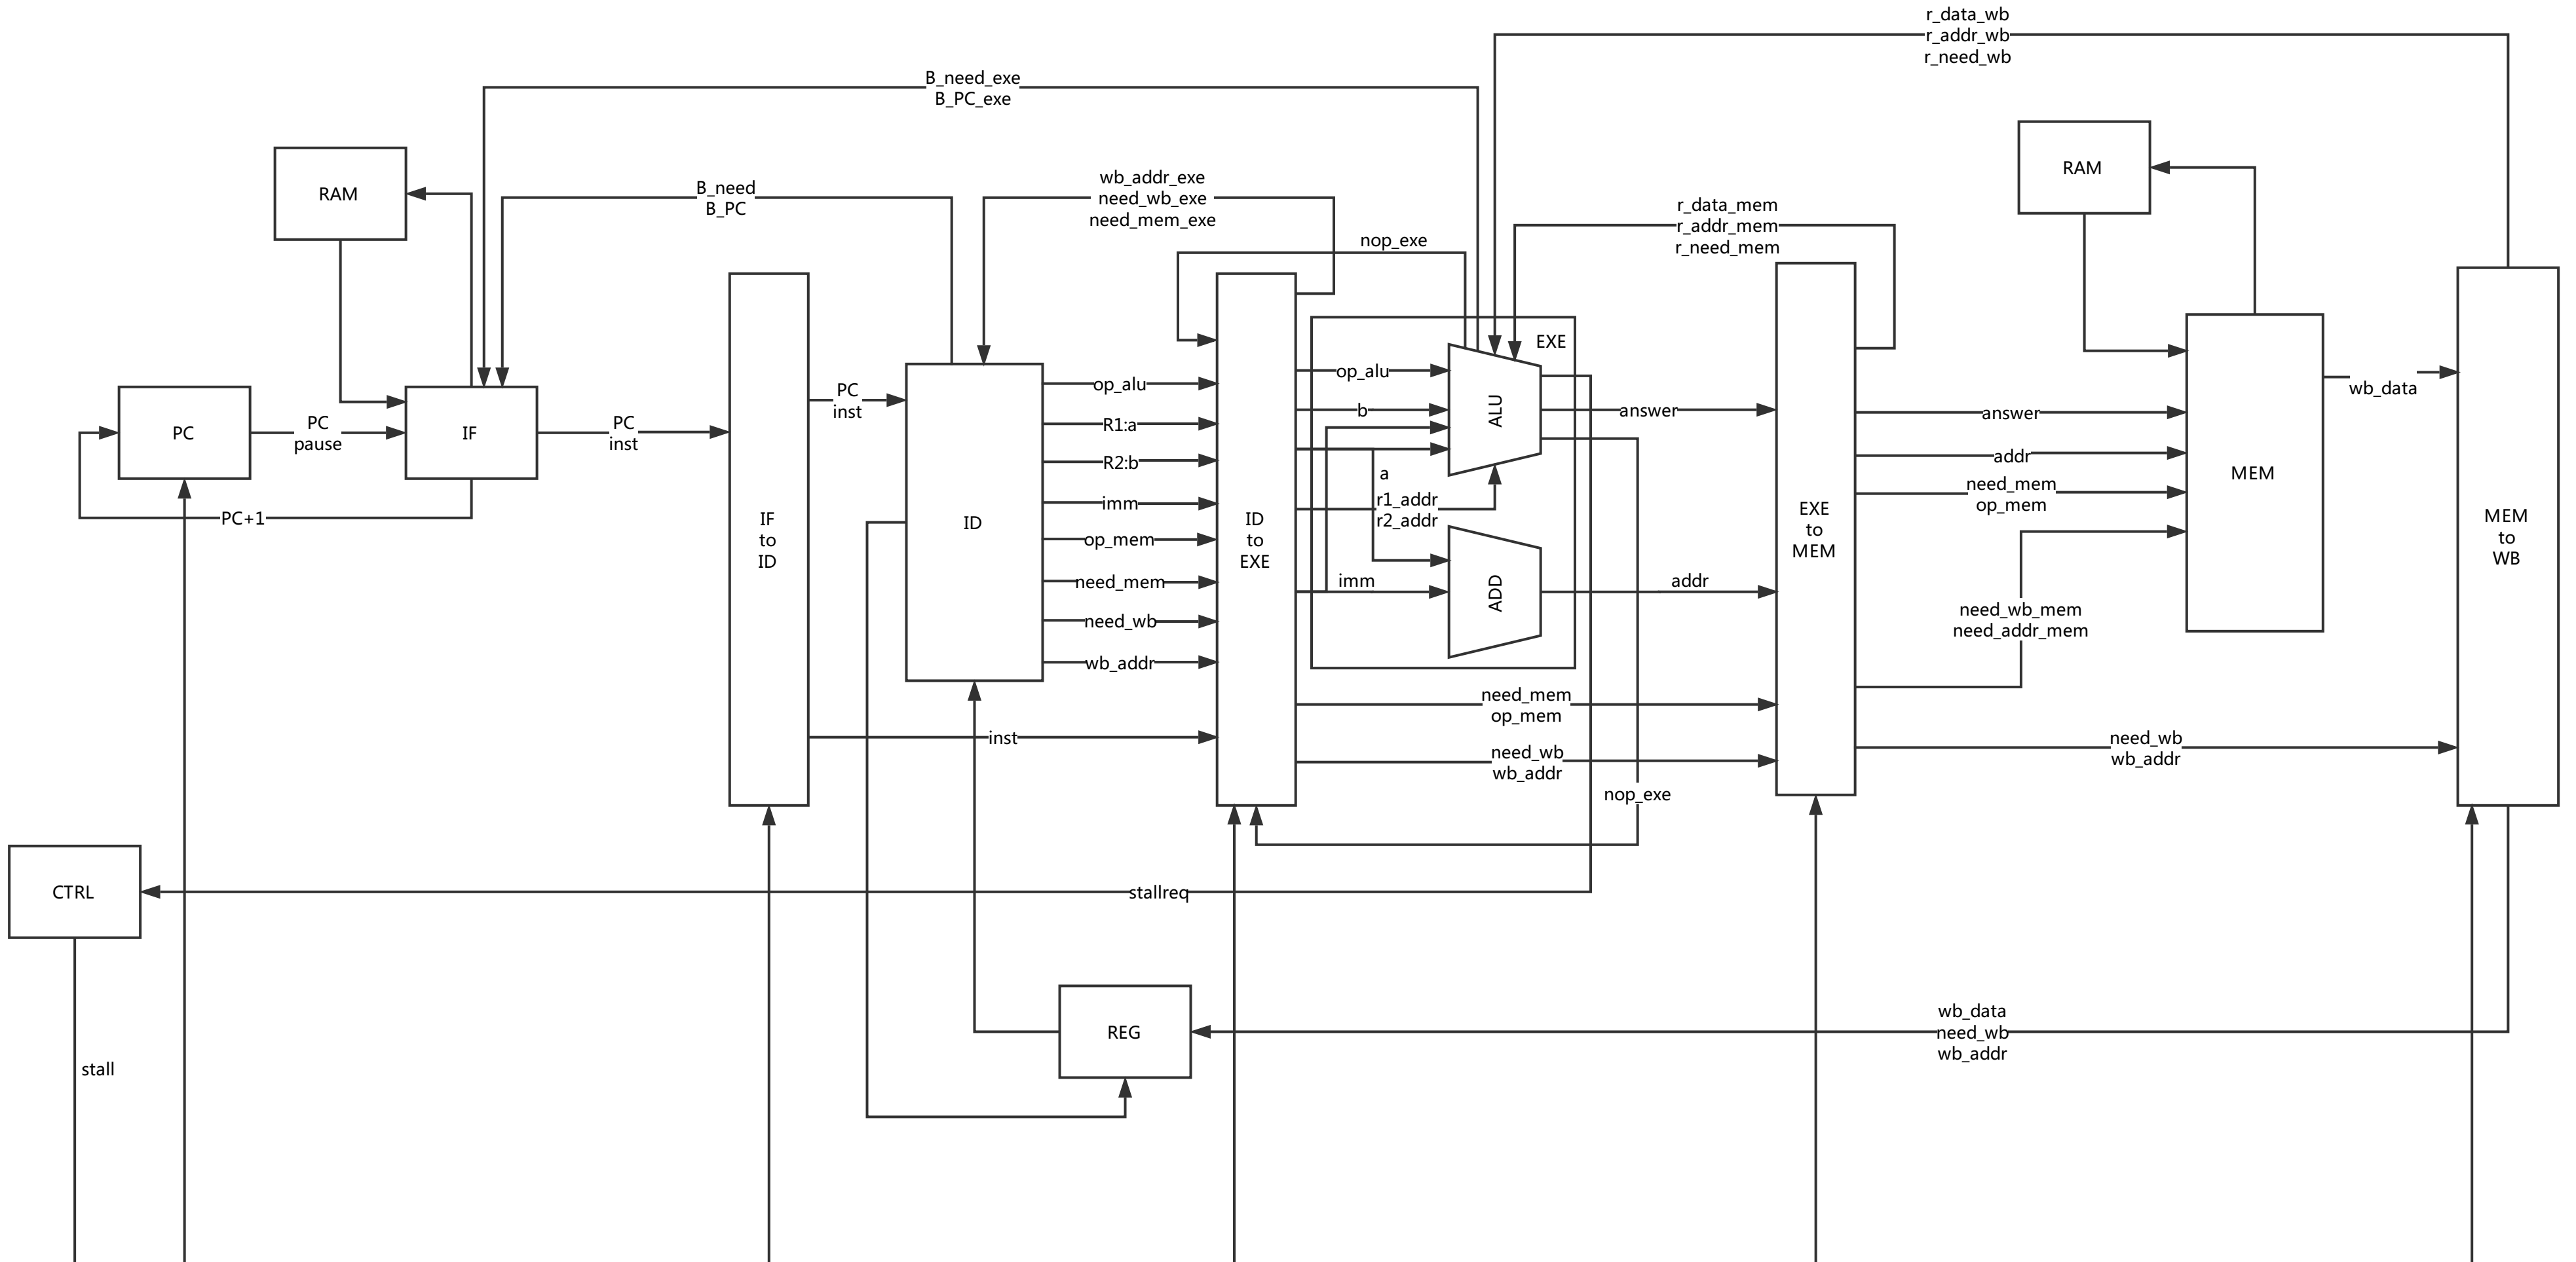 r_data_wb
r_addr_wb
r_need_wb
B_need_exe
B_PC_exe
RAM
RAM
B_need
B_PC
wb_addr_exe
need_wb_exe
need_mem_exe
r_data_mem
r_addr_mem
r_need_mem
nop_exe
EXE
PC
PC
pause
IF
PC
inst
IF
to
ID
PC
inst
ID
op_alu
R1:a
R2:b
imm
op_mem
need_mem
need_wb
wb_addr
inst
ID
to
EXE
op_alu
b
a
r1_addr
r2_addr
imm
ALU
ADD
answer
addr
need_mem
op_mem
need_wb
wb_addr
nop_exe
EXE
to
MEM
answer
addr
need_mem
op_mem
need_wb_mem
need_addr_mem
need_wb
wb_addr
MEM
wb_data
MEM
to
WB
PC+1
CTRL
stallreq
REG
wb_data
need_wb
wb_addr
stall